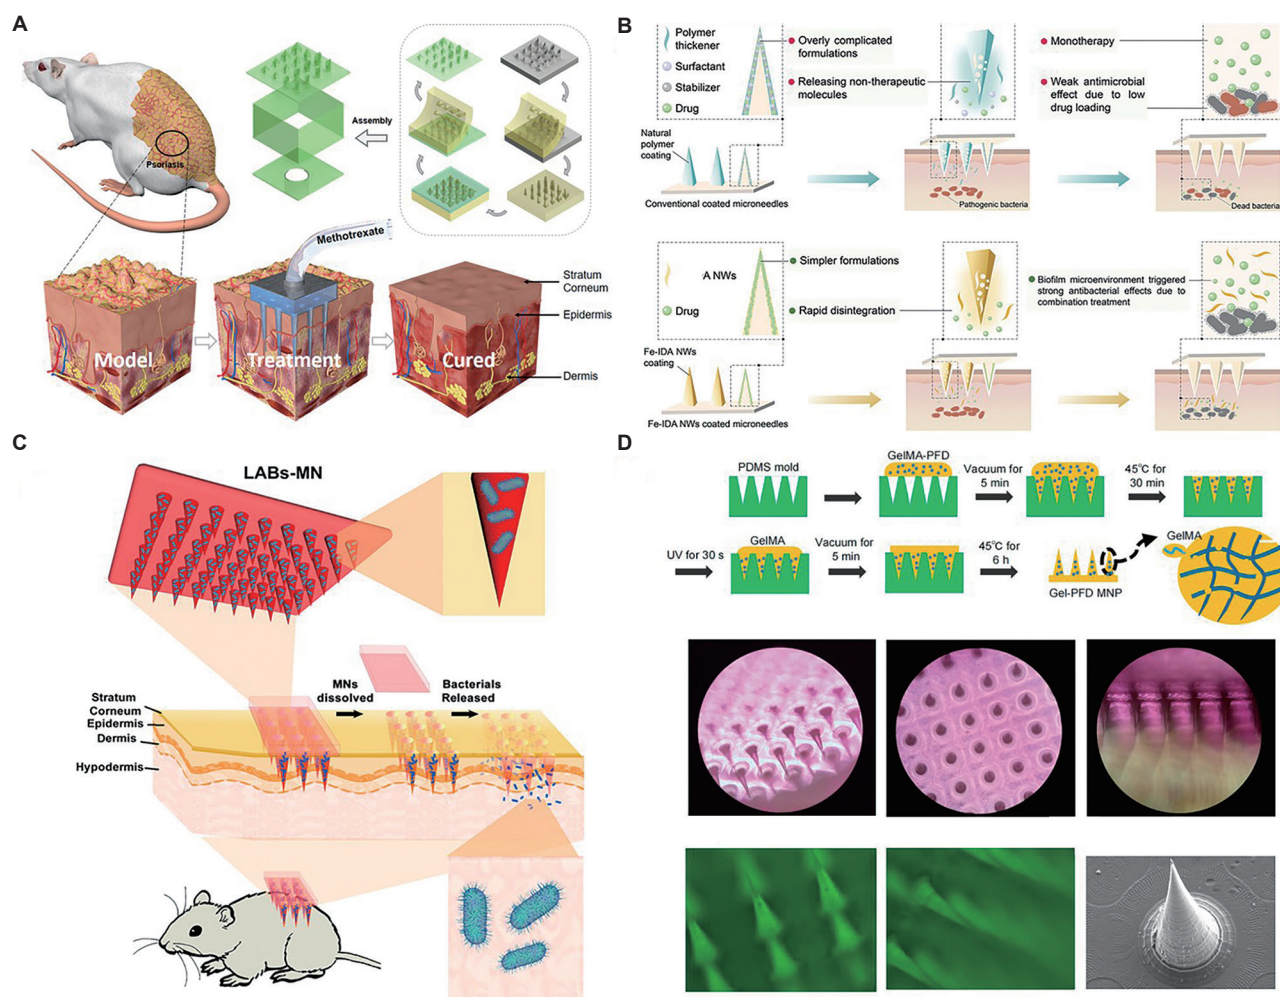 A
Psoriasis
Assembly
Methotrexate
Model
Treatment
Cured
Stratum
Corneum
Epidermis
Dermis
B
Polymer
thickener
Surfactant
Stabilizer
Drug
Overly complicated
formulations
Releasing non-therapeutic
molecules
Monotherapy
Weak antimicrobial
effect due to low
drug loading
Natural
polymer
coating
Conventional coated microneedles
Pathogenic bacteria
Dead bacteria
A NWs
Drug
Simpler formulations
Rapid disintegration
Biofilm microenvironment triggered
strong antibacterial effects due to
combination treatment
Fe-IDA NWs
coating
Fe-IDA NWs coated microneedles
C
LABs-MN
MNs
dissolved
Bacterials
Released
Stratum
Corneum
Epidermis
Dermis
Hypodermis
D
PDMS mold
GelMA-PFD
Vacuum for
5 min
45℃ for
30 min
UV for 30 s
GelMA
Vacuum for
5 min
45℃ for
6 h
Gel-PFD MNP
GelMA